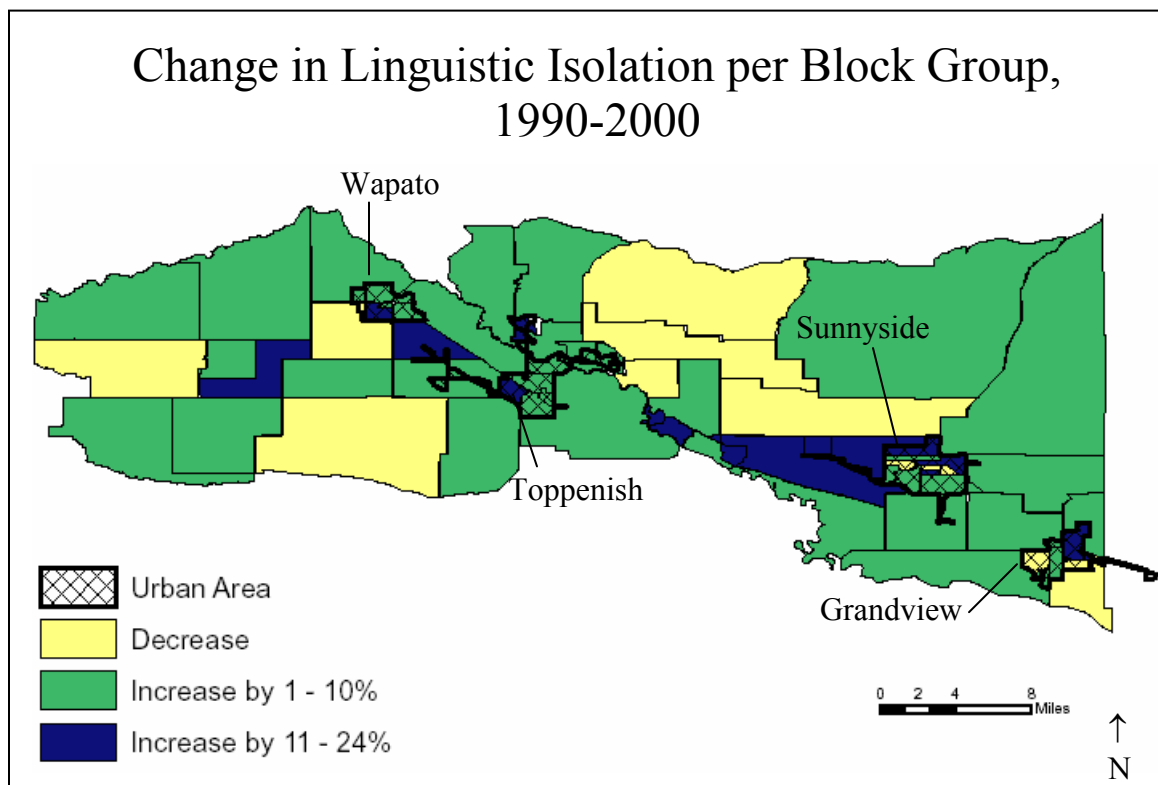 Change in Linguistic Isolation per Block Group,
1990-2000
Wapato
Sunnyside
Toppenish
Grandview
Urban Area
Decrease
Increase by 1 - 10%
Increase by 11 - 24%
0 2 4 8
Miles
↑
N